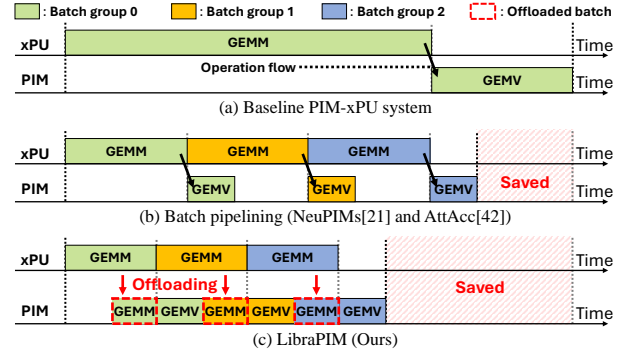 : Batch group 0 : Batch group 1 : Batch group 2 : Offloaded batch
xPU GEMM Time
Operation flow
PIM GEMV Time
(a) Baseline PIM-xPU system
xPU GEMM GEMM GEMM Time
PIM GEMV GEMV GEMV Saved Time
(b) Batch pipelining (NeuPIMs[21] and AttAcc[42])
xPU GEMM GEMM GEMM Time
Offloading Saved
PIM GEMM GEMV GEMM GEMV GEMM GEMV Time
(c) LibraPIM (Ours)